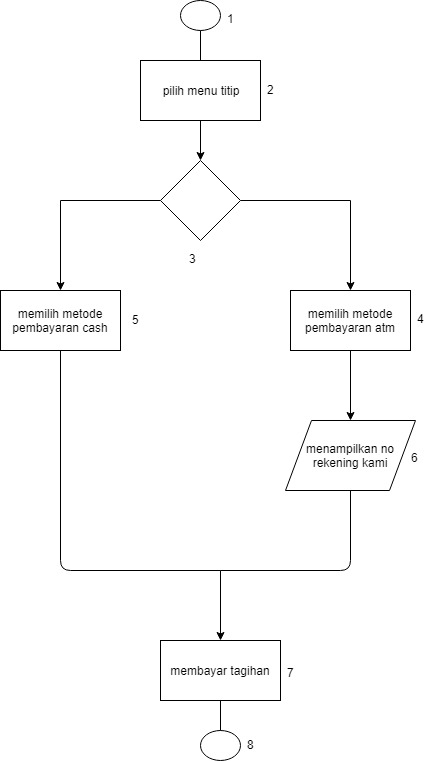 1
pilih menu titip
2
3
memilih metode
pembayaran cash
5
memilih metode
pembayaran atm
4
menampilkan no
rekening kami
6
membayar tagihan
7
8